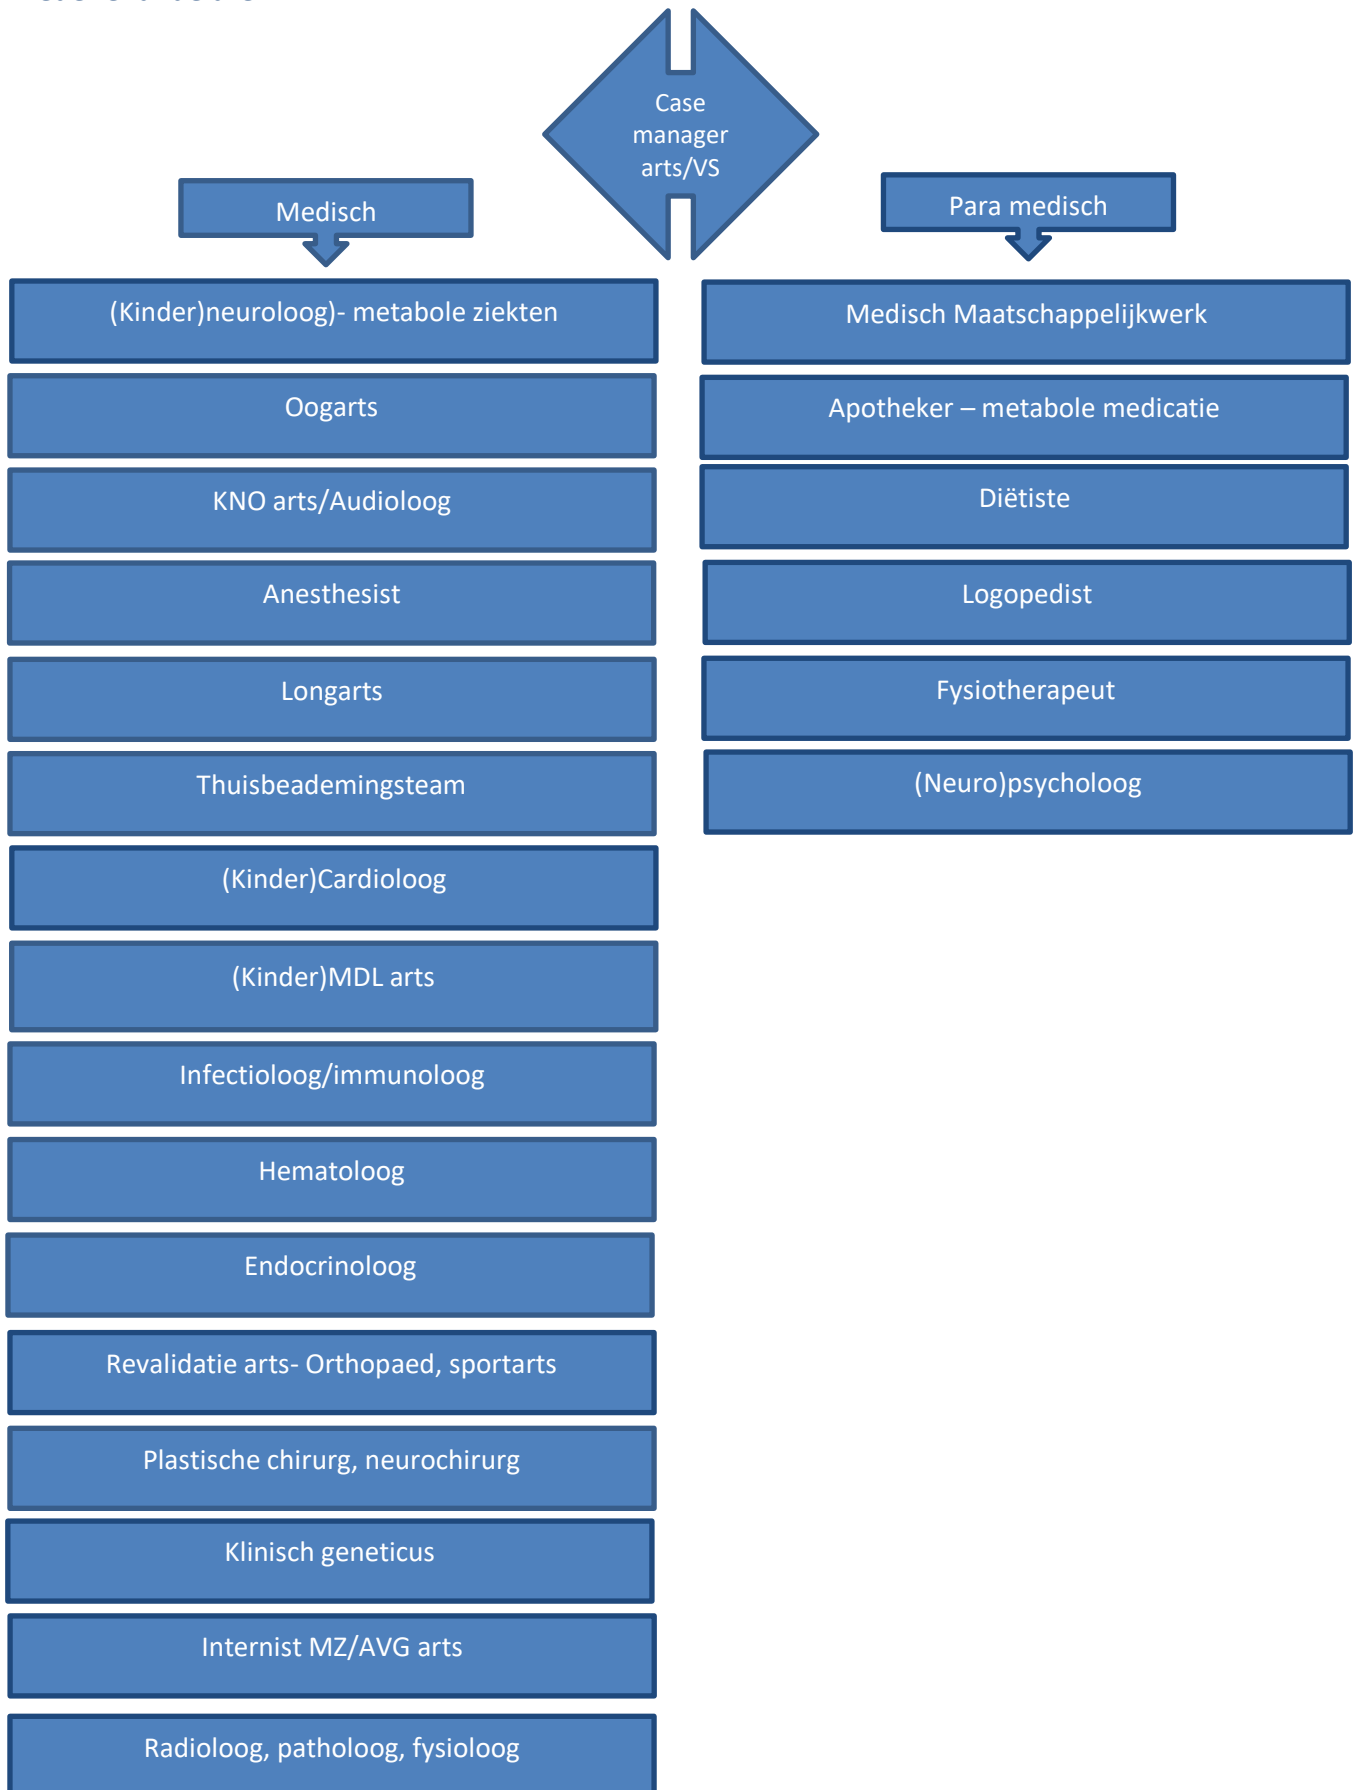 Case
manager
arts/VS
Medisch
(Kinder)neuroloog)- metabole ziekten
Oogarts
KNO arts/Audioloog
Anesthesist
Longarts
Thuisbeademingsteam
(Kinder)Cardioloog
(Kinder)MDL arts
Infectioloog/immunoloog
Hematoloog
Endocrinoloog
Revalidatie arts- Orthopaed, sportarts
Plastische chirurg, neurochirurg
Klinisch geneticus
Internist MZ/AVG arts
Radioloog, patholoog, fysioloog
Para medisch
Medisch Maatschappelijkwerk
Apotheker – metabole medicatie
Diëtiste
Logopedist
Fysiotherapeut
(Neuro)psycholoog